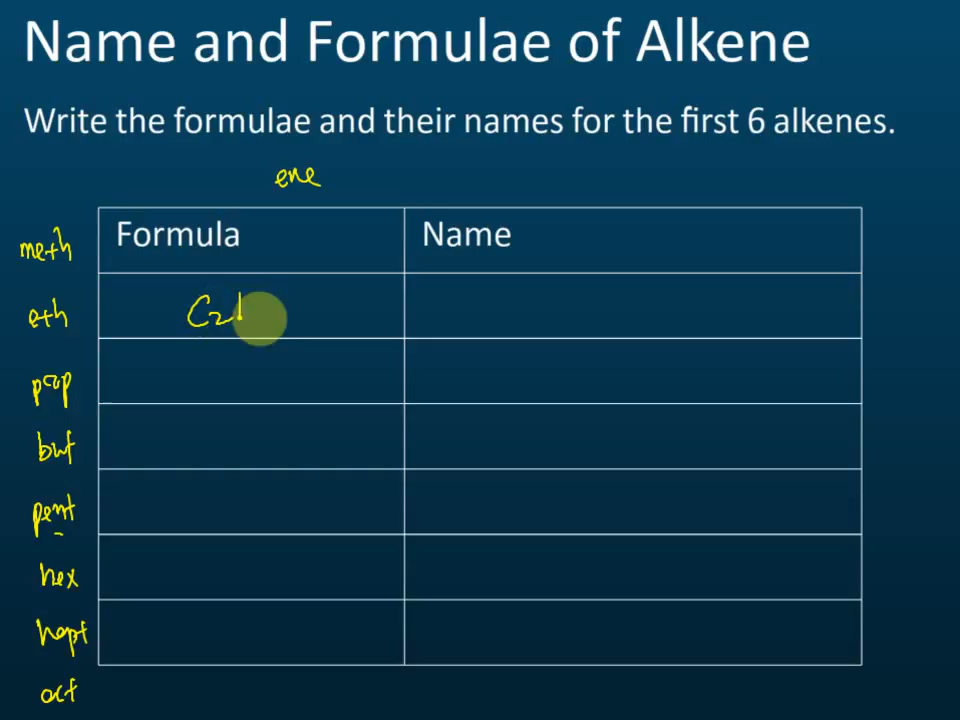 Name and Formulae of Alkene
Write the formulae and their names for the first 6 alkenes.
ene
meth Formula Name
eth C2
prop
but
pent
hex
hept
oct